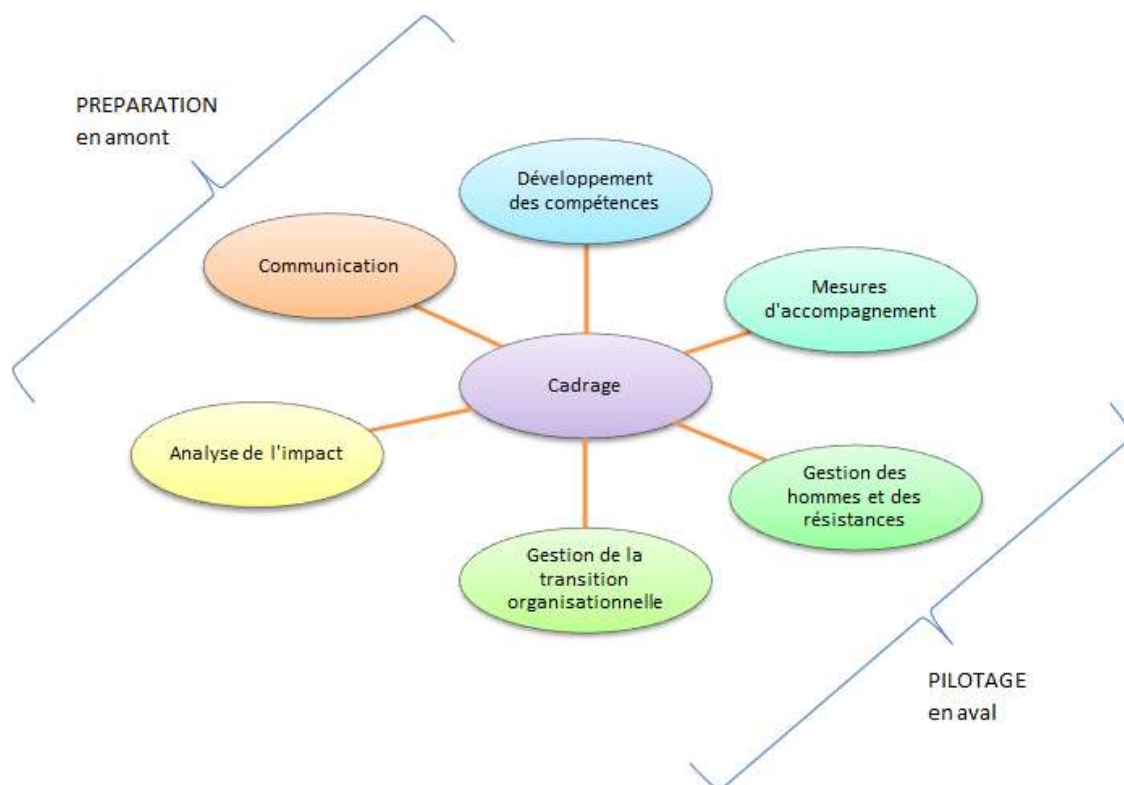 PREPARATION
en amont
Développement
des compétences
Communication
Mesures
d'accompagnement
Cadrage
Analyse de l'impact
Gestion des
hommes et des
résistances
Gestion de la
transition
organisationnelle
PILOTAGE
en aval